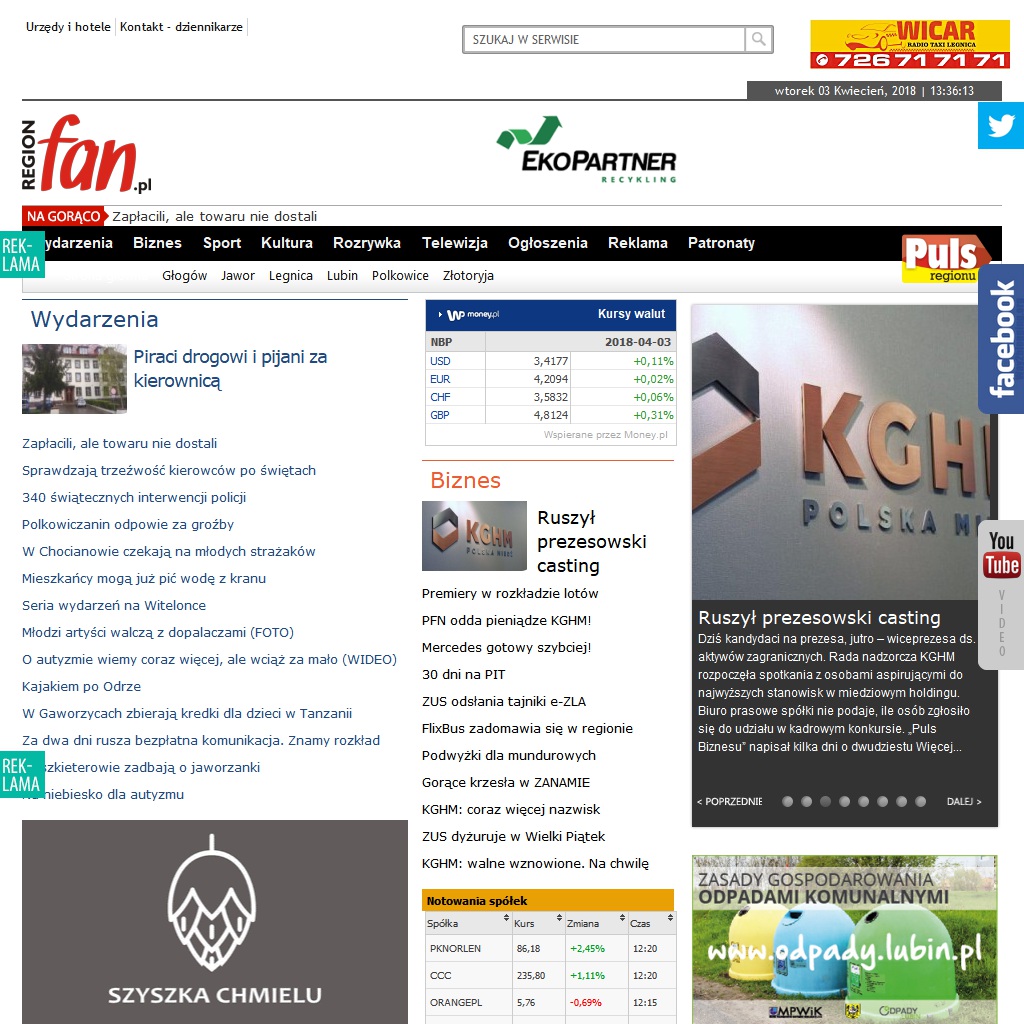 Urzędy i hotele Kontakt - dziennikarze
SZUKAJ W SERWISIE
WICAR
RADIO TAXI LEGNICA
726 71 71 71
wtorek 03 Kwiecień, 2018 | 13:36:13
REGION fan.pl
EKOPARTNER
RECYKLING
NA GORĄCO Zapłacili, ale towaru nie dostali
REK-
LAMA
ydarzenia Biznes Sport Kultura Rozrywka Telewizja Ogłoszenia Reklama Patronaty
Puls
regionu
Głogów Jawor Legnica Lubin Polkowice Złotoryja
facebook
Wydarzenia
Piraci drogowi i pijani za
kierownicą
Zapłacili, ale towaru nie dostali
Sprawdzają trzeźwość kierowców po świętach
340 świątecznych interwencji policji
Polkowiczanin odpowie za groźby
W Chocianowie czekają na młodych strażaków
Mieszkańcy mogą już pić wodę z kranu
Seria wydarzeń na Witelonce
Młodzi artyści walczą z dopalaczami (FOTO)
O autyzmie wiemy coraz więcej, ale wciąż za mało (WIDEO)
Kajakiem po Odrze
W Gaworzycach zbierają kredki dla dzieci w Tanzanii
Za dwa dni rusza bezpłatna komunikacja. Znamy rozkład
szkieterowie zadbają o jaworzanki
niebiesko dla autyzmu
REK-
LAMA
SZYSZKA CHMIELU
WP money.pl Kursy walut
NBP 2018-04-03
USD 3,4177 +0,11%
EUR 4,2094 +0,02%
CHF 3,5832 +0,06%
GBP 4,8124 +0,31%
Wspierane przez Money.pl
Biznes
KGHM
POLSKA MIEDŹ
Ruszył
prezesowski
casting
Premiery w rozkładzie lotów
PFN odda pieniądze KGHM!
Mercedes gotowy szybciej!
30 dni na PIT
ZUS odsłania tajniki e-ZLA
FlixBus zadomawia się w regionie
Podwyżki dla mundurowych
Gorące krzesła w ZANAMIE
KGHM: coraz więcej nazwisk
ZUS dyżuruje w Wielki Piątek
KGHM: walne wznowione. Na chwilę
Notowania spółek
Spółka Kurs Zmiana Czas
PKNORLEN 86,18 +2,45% 12:20
CCC 235,80 +1,11% 12:20
ORANGEPL 5,76 -0,69% 12:15
KGHM
POLSKA MI
You
Tube
VIDEO
Ruszył prezesowski casting
Dziś kandydaci na prezesa, jutro – wiceprezesa ds.
aktywów zagranicznych. Rada nadzorcza KGHM
rozpoczęła spotkania z osobami aspirującymi do
najwyższych stanowisk w miedziowym holdingu.
Biuro prasowe spółki nie podaje, ile osób zgłosiło
się do udziału w kadrowym konkursie. „Puls
Biznesu” napisał kilka dni o dwudziestu Więcej...
< POPRZEDNIE DALEJ >
ZASADY GOSPODAROWANIA
ODPADAMI KOMUNALNYMI
www.odpady.lubin.pl
MPWiK ODPADY